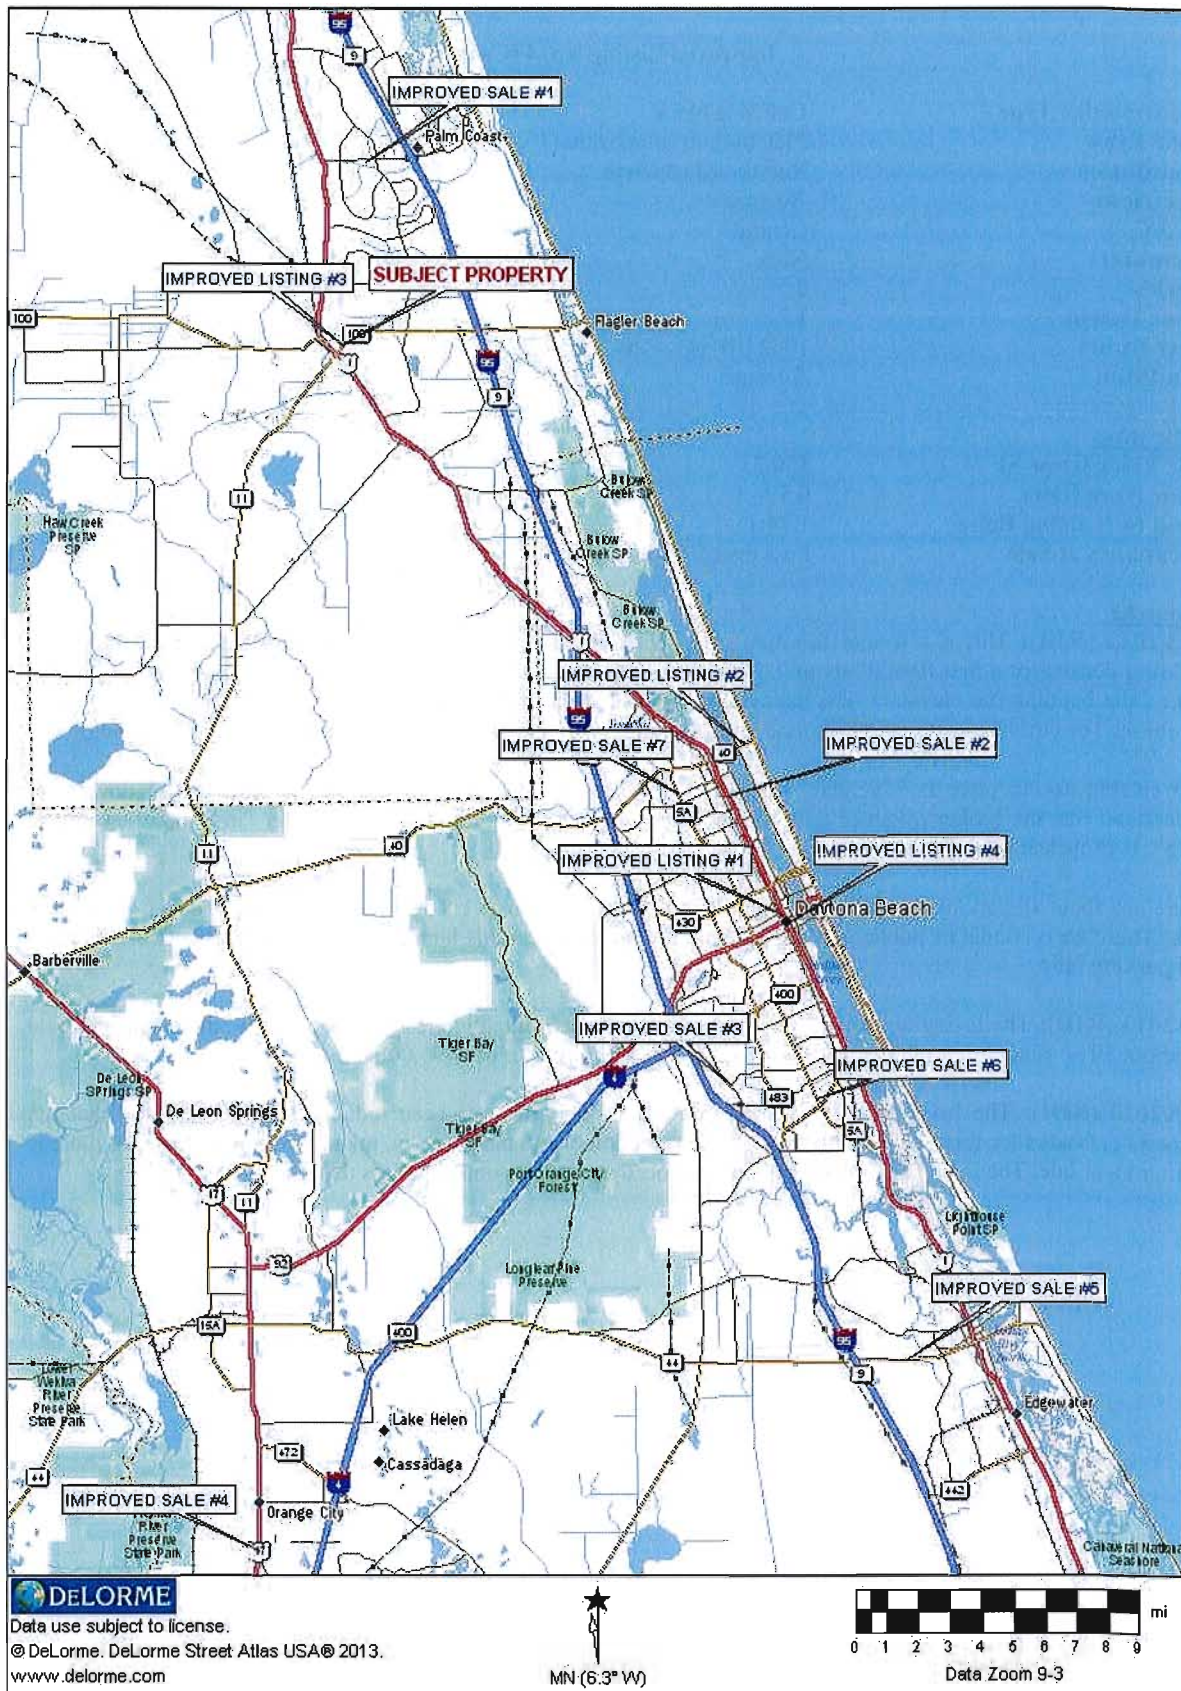 95
9
IMPROVED SALE #1
Palm Coast
IMPROVED LISTING #3
SUBJECT PROPERTY
100
100
Flagler Beach
1
95
9
11
Haw Creek
Preserve
SP
Bulow
Creek SP
Bulow
Creek SP
Bulow
Creek SP
1
IMPROVED LISTING #2
95
IMPROVED SALE #7
40
IMPROVED SALE #2
5A
11
40
IMPROVED LISTING #1
IMPROVED LISTING #4
Daytona Beach
430
Barberville
400
IMPROVED SALE #3
Tiger Bay
SF
IMPROVED SALE #6
De Leon
Springs SP
4
483
De Leon Springs
Tiger Bay
SF
5A
Port Orange City
Forest
17
11
Lighthouse
Point SP
92
Longleaf Pine
Preserve
1
IMPROVED SALE #5
15A
400
95
44
9
Lower
Wekiva
River
Preserve
State Park
Edgewater
Lake Helen
472
Cassadaga
44
4
442
IMPROVED SALE #4
Orange City
River
Preserve
State Park
17
Canaveral National
Seashore
DELORME
Data use subject to license.
© DeLorme. DeLorme Street Atlas USA® 2013.
www.delorme.com
MN (6.3° W)
mi
0 1 2 3 4 5 6 7 8 9
Data Zoom 9-3